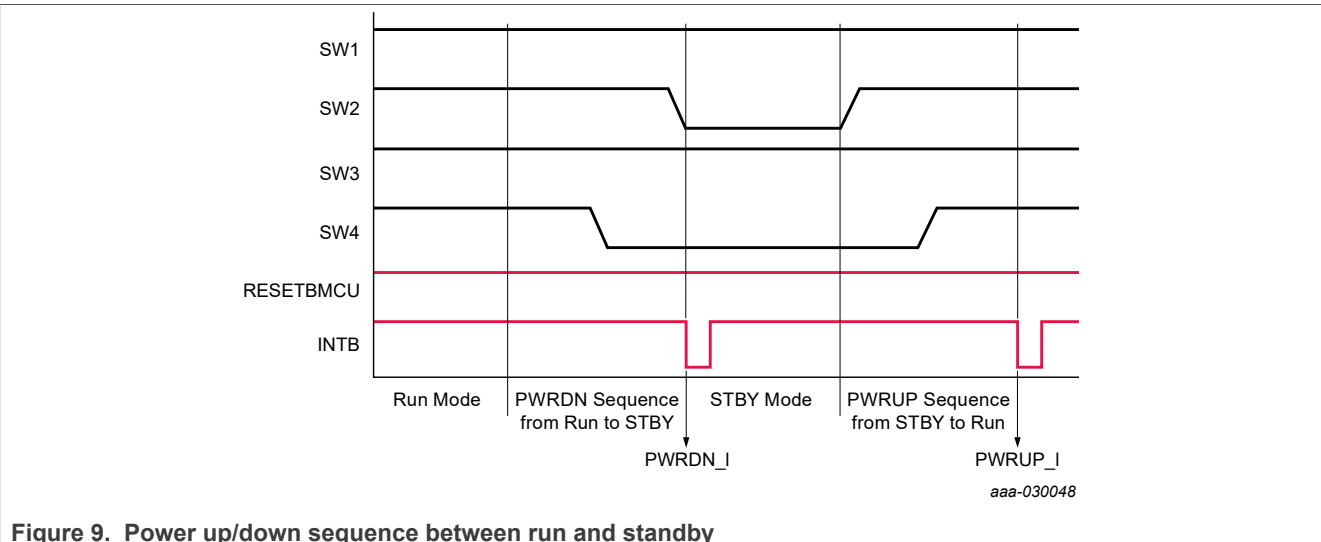 SW1
SW2
SW3
SW4
RESETBMCU
INTB
Run Mode
PWRDN Sequence
from Run to STBY
STBY Mode
PWRUP Sequence
from STBY to Run
PWRDN_I
PWRUP_I
aaa-030048
Figure 9. Power up/down sequence between run and standby